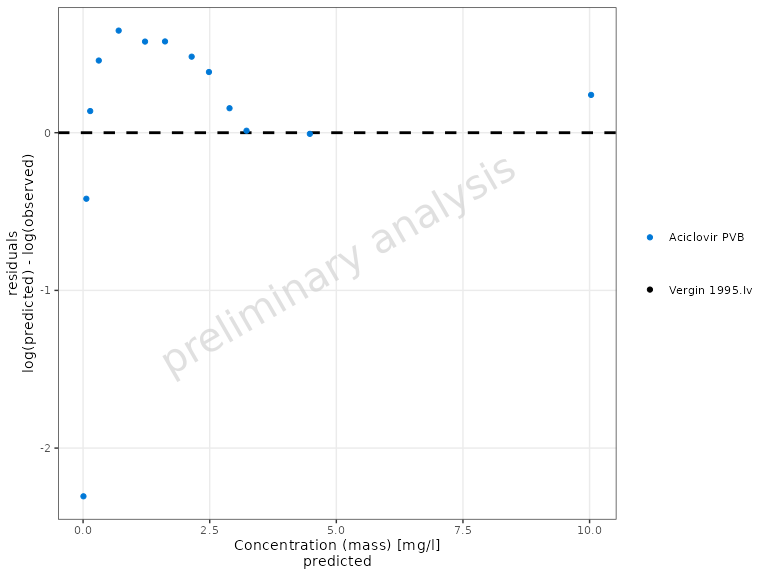 residuals
log(predicted) - log(observed)
0
-1
-2
preliminary analysis
0.0
2.5
5.0
7.5
10.0
Concentration (mass) [mg/l]
predicted
Aciclovir PVB
Vergin 1995.Iv